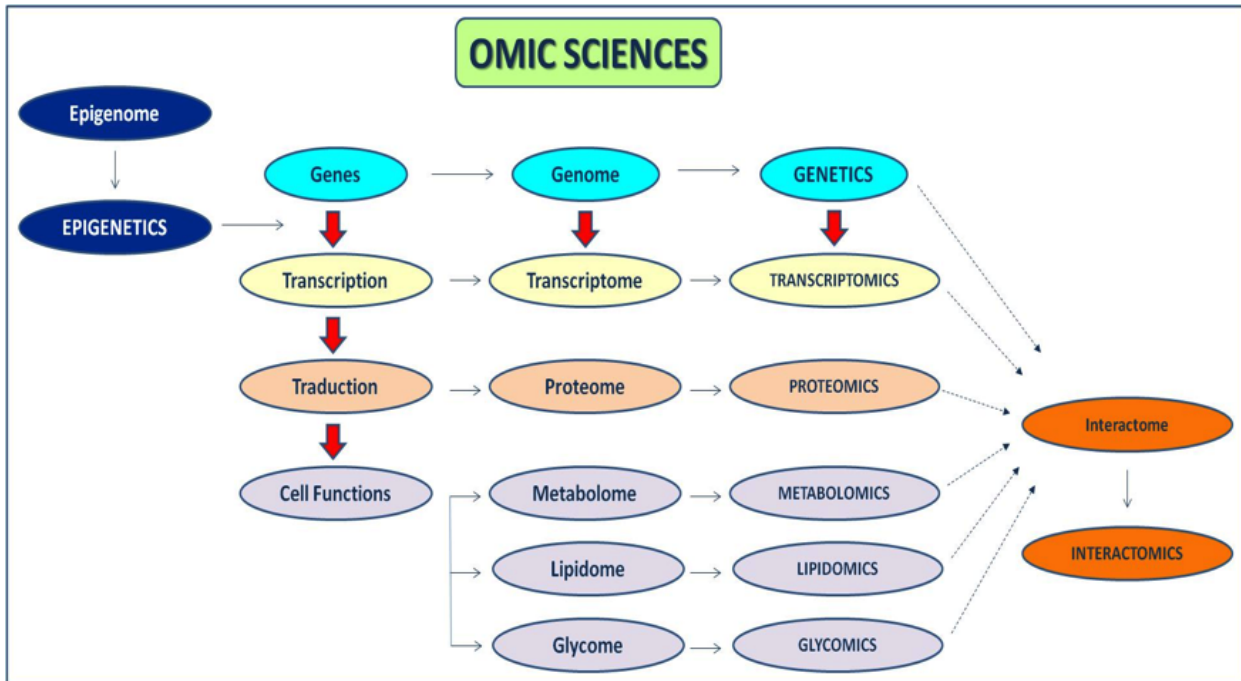 OMIC SCIENCES
Epigenome
EPIGENETICS
Genes
Genome
GENETICS
Transcription
Transcriptome
TRANSCRIPTOMICS
Traduction
Proteome
PROTEOMICS
Interactome
Cell Functions
Metabolome
METABOLOMICS
INTERACTOMICS
Lipidome
LIPIDOMICS
Glycome
GLYCOMICS